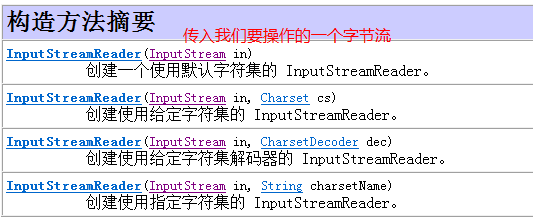 构造方法摘要
传入我们要操作的一个字节流
InputStreamReader(InputStream in)
创建一个使用默认字符集的 InputStreamReader。
InputStreamReader(InputStream in, Charset cs)
创建使用给定字符集的 InputStreamReader。
InputStreamReader(InputStream in, CharsetDecoder dec)
创建使用给定字符集解码器的 InputStreamReader。
InputStreamReader(InputStream in, String charsetName)
创建使用指定字符集的 InputStreamReader。